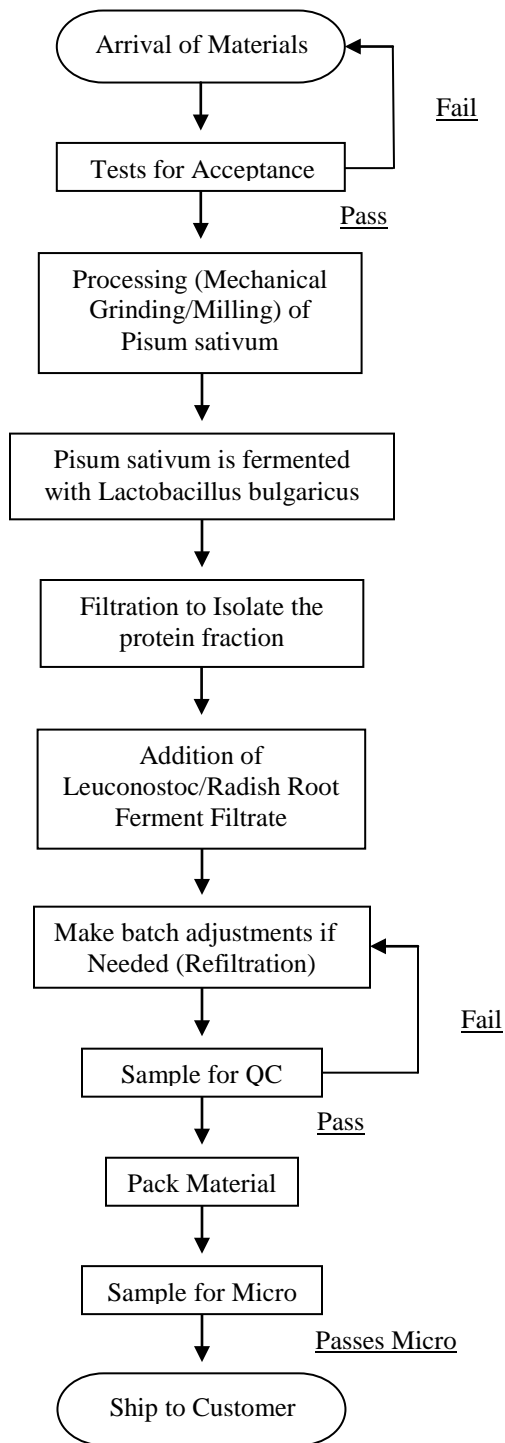 Arrival of Materials
Fail
Tests for Acceptance
Pass
Processing (Mechanical
Grinding/Milling) of
Pisum sativum
Pisum sativum is fermented
with Lactobacillus bulgaricus
Filtration to Isolate the
protein fraction
Addition of
Leuconostoc/Radish Root
Ferment Filtrate
Make batch adjustments if
Needed (Refiltration)
Fail
Sample for QC
Pass
Pack Material
Sample for Micro
Passes Micro
Ship to Customer